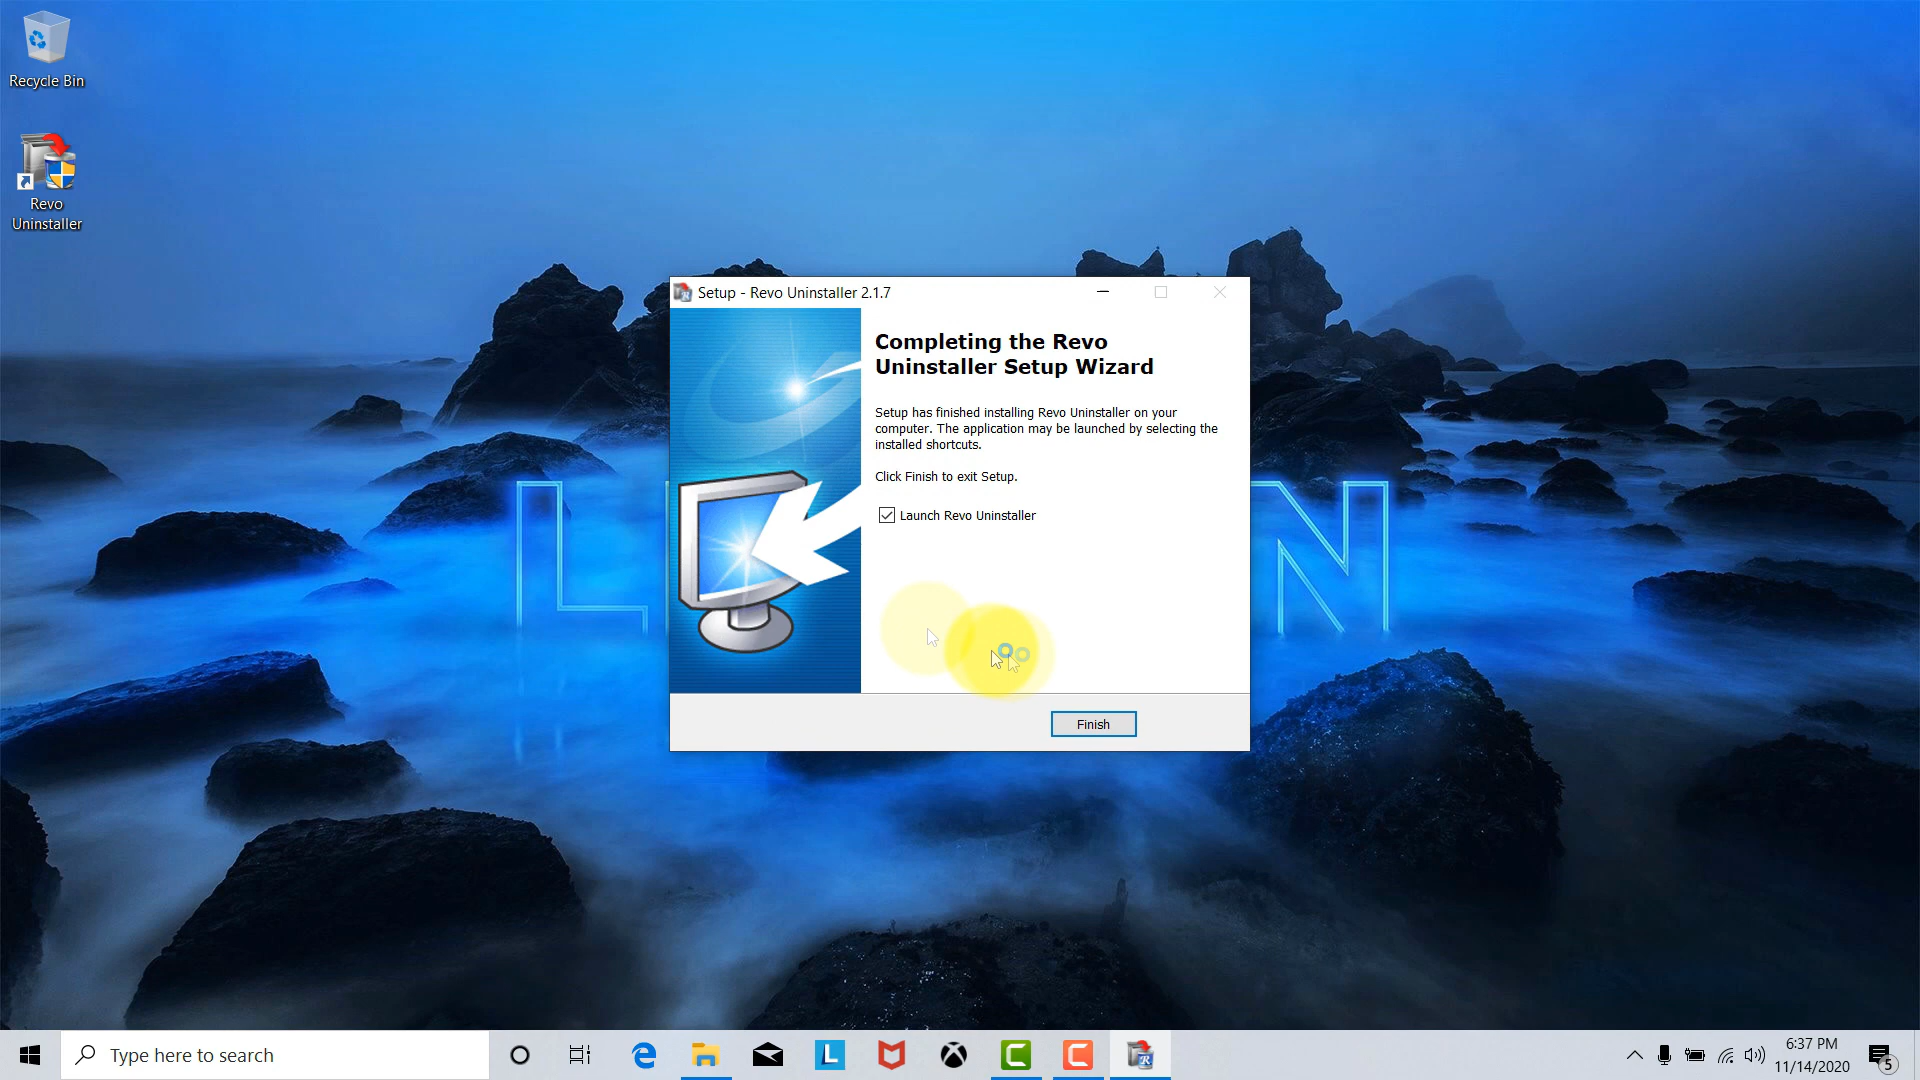 Recycle Bin
Revo
Uninstaller
Setup - Revo Uninstaller 2.1.7
Completing the Revo
Uninstaller Setup Wizard
Setup has finished installing Revo Uninstaller on your
computer. The application may be launched by selecting the
installed shortcuts.
Click Finish to exit Setup.
Launch Revo Uninstaller
Finish
L
N
Type here to search
L
C
C
R
6:37 PM
11/14/2020
5